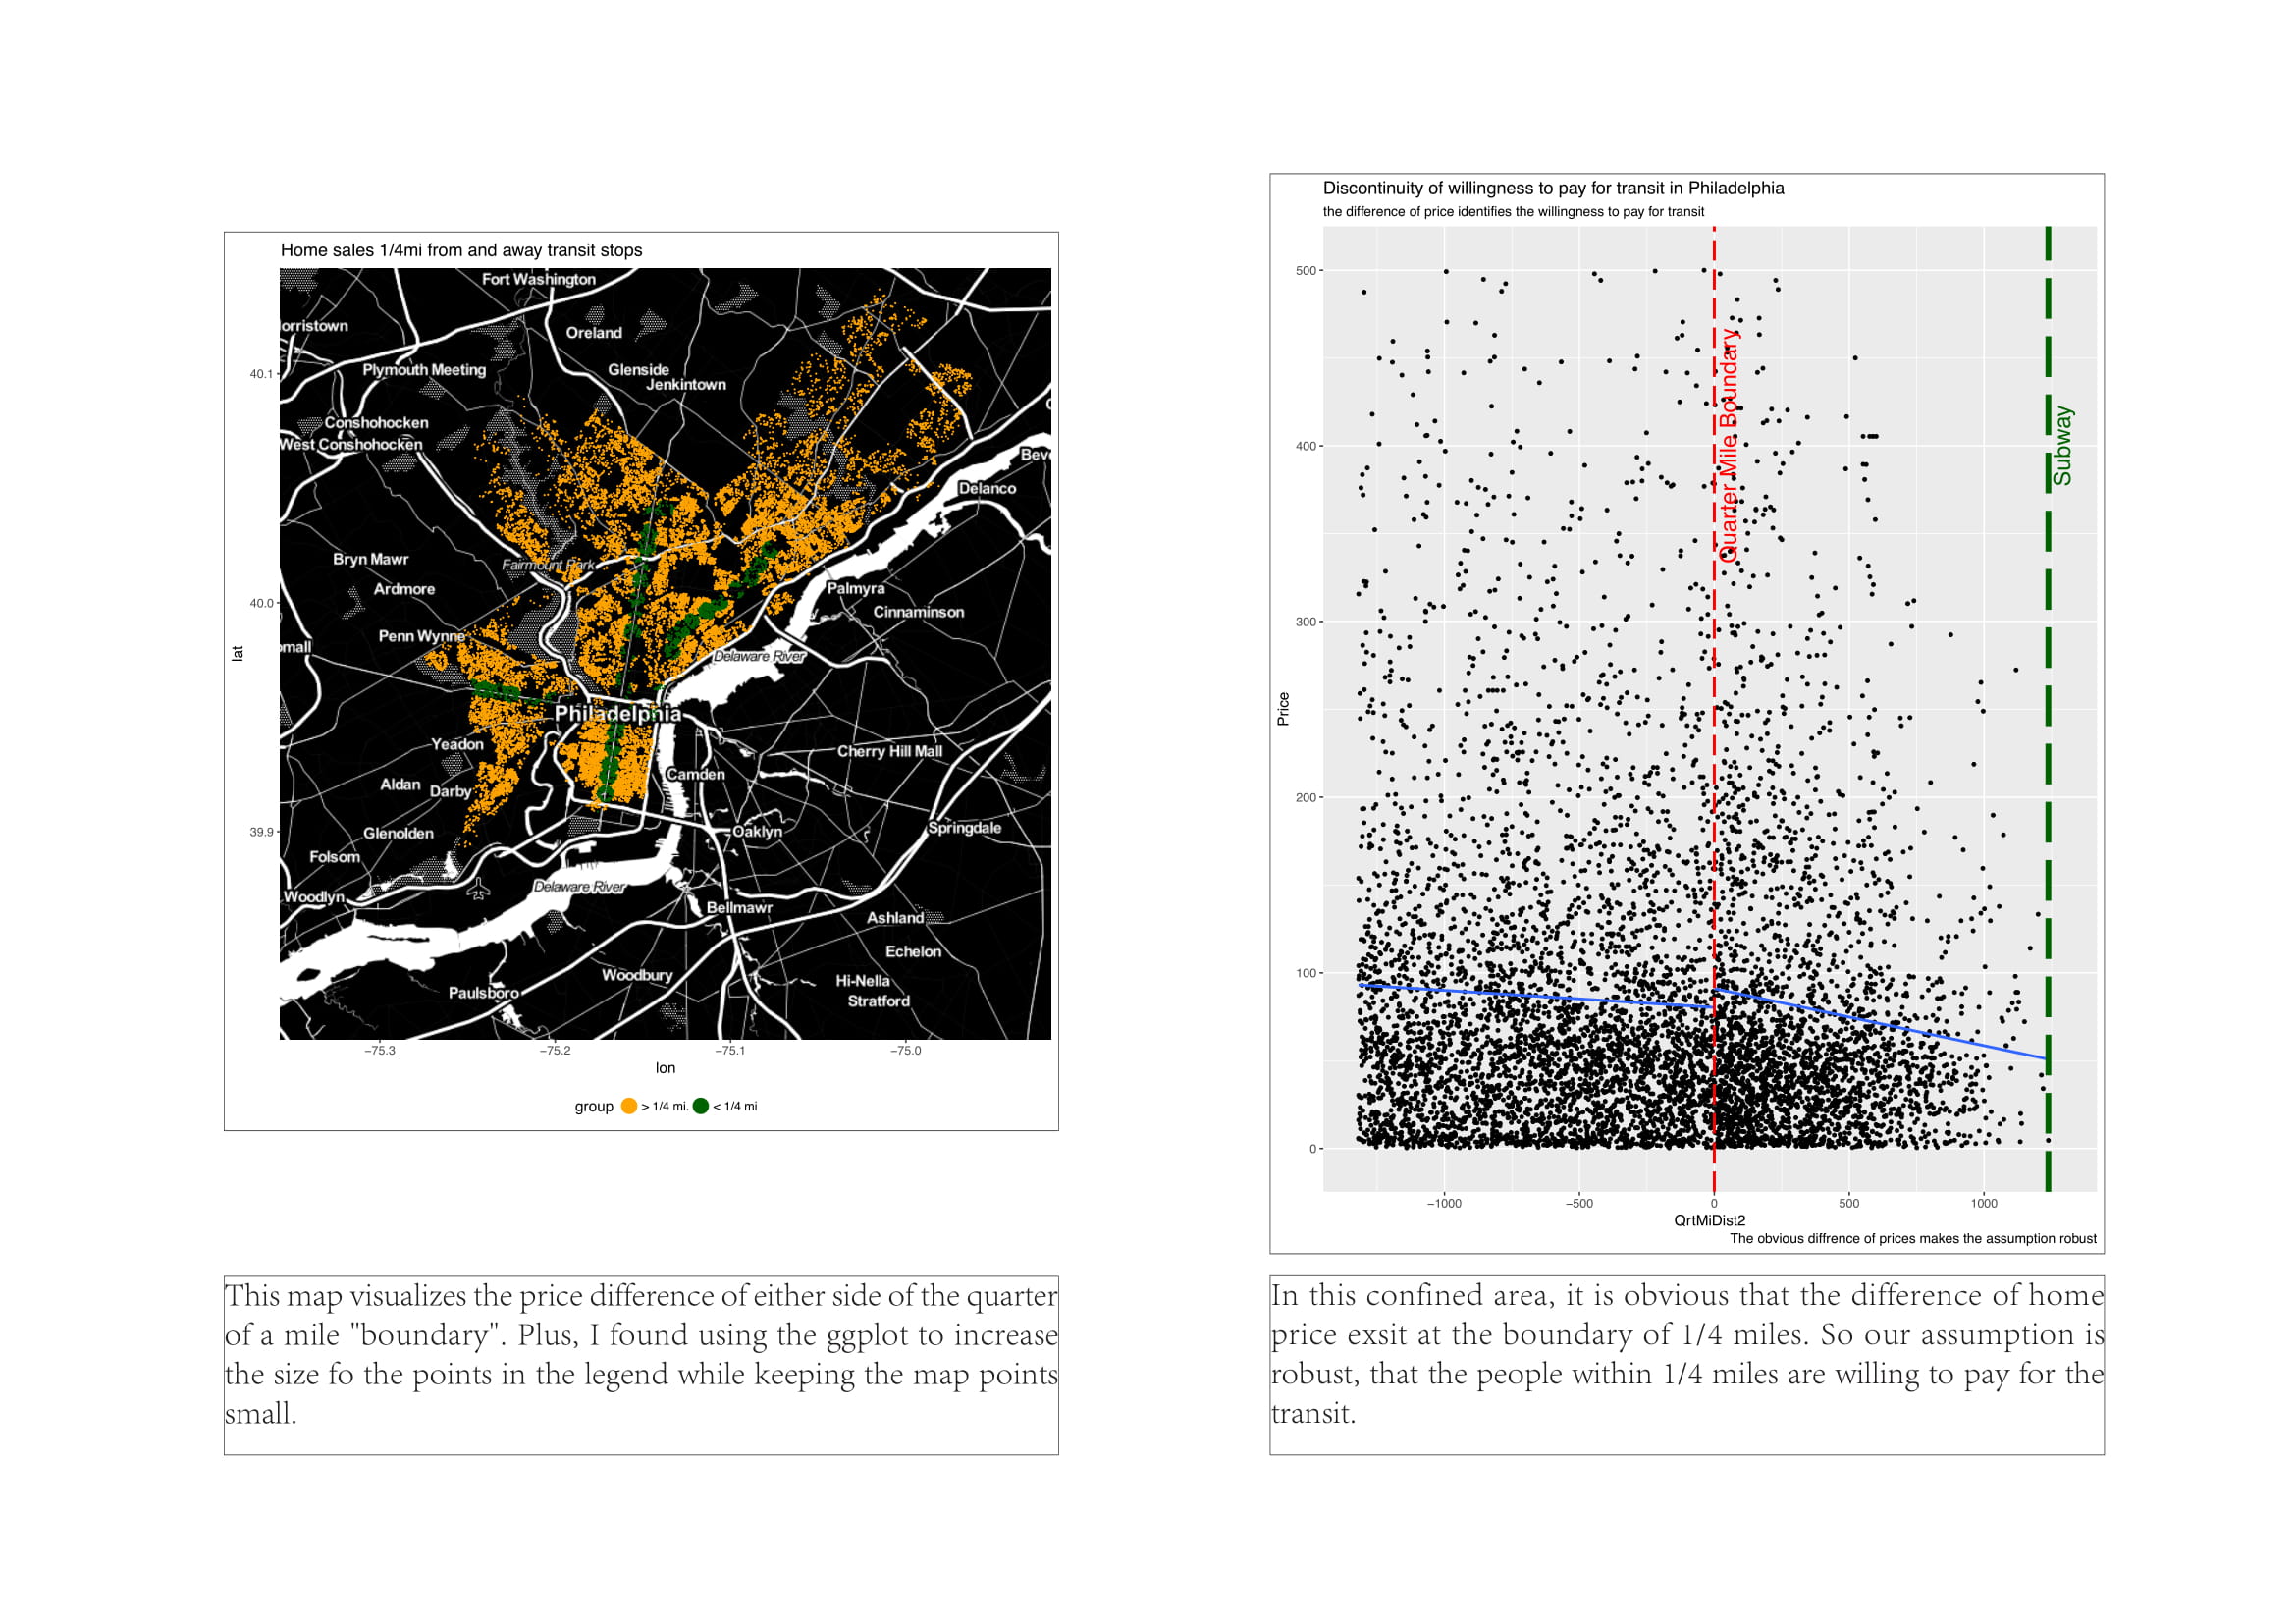 Home sales 1/4mi from and away transit stops
Fort Washington
orristown
Oreland
Plymouth Meeting
Glenside
Jenkintown
40.1
Conshohocken
West Conshohocken
Bev
Delanco
Bryn Mawr
Fairmount Park
Ardmore
Palmyra
40.0
Cinnaminson
Penn Wynne
omall
lat
Delaware River
Philadelphia
Yeadon
Cherry Hill Mall
Camden
Aldan
Darby
39.9
Glenolden
Oaklyn
Springdale
Folsom
Delaware River
Woodlyn
Bellmawr
Ashland
Echelon
Woodbury
Hi-Nella
Paulsboro
Stratford
−75.3
−75.2
−75.1
−75.0
lon
group > 1/4 mi. < 1/4 mi
This map visualizes the price difference of either side of the quarter
of a mile "boundary". Plus, I found using the ggplot to increase
the size fo the points in the legend while keeping the map points
small.
Discontinuity of willingness to pay for transit in Philadelphia
the difference of price identifies the willingness to pay for transit
500
400
300
200
100
0
Price
Quarter Mile Boundary
Subway
−1000
−500
0
500
1000
QrtMiDist2
The obvious diffrence of prices makes the assumption robust
In this confined area, it is obvious that the difference of home
price exsit at the boundary of 1/4 miles. So our assumption is
robust, that the people within 1/4 miles are willing to pay for the
transit.